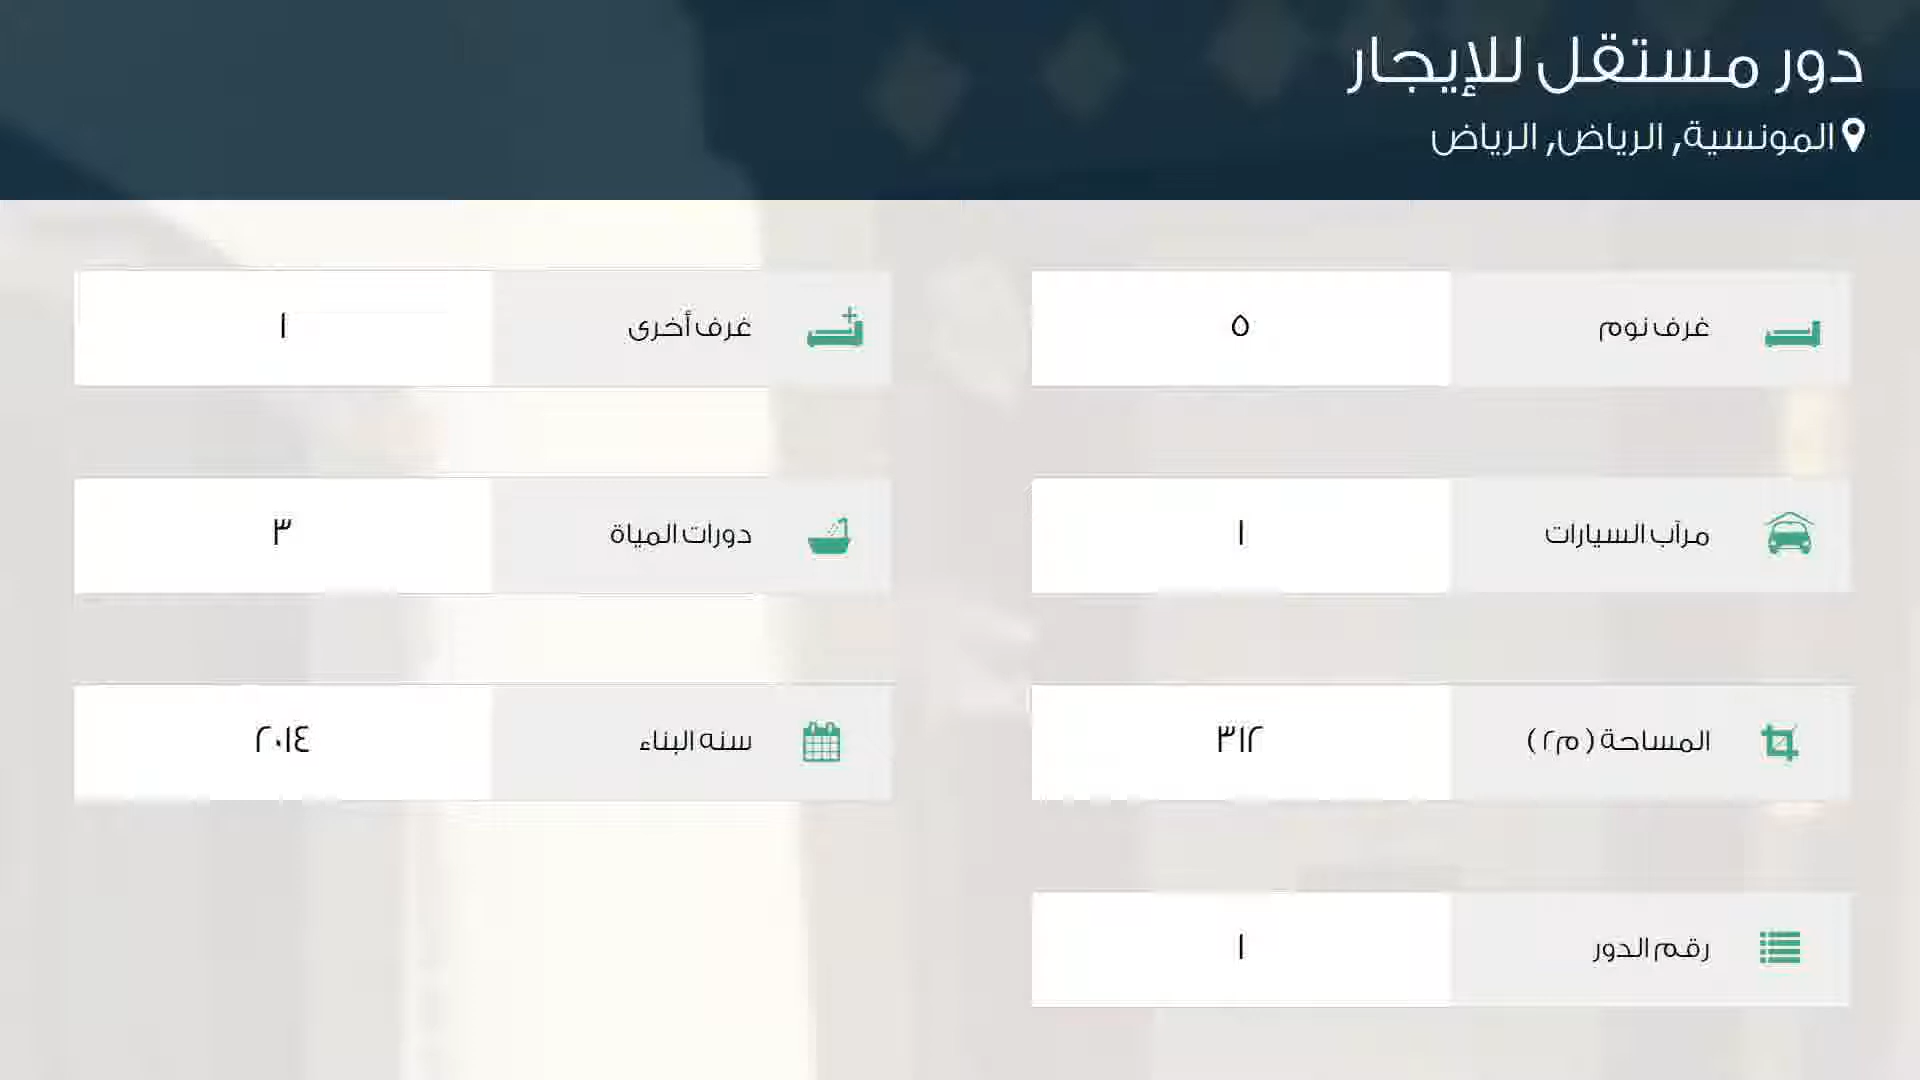 دور مستقل للإيجار
المونسية, الرياض, الرياض
غرف نوم ٥
غرف أخرى ١
مرآب السيارات ١
دورات المياة ٣
المساحة (م٢) ٣١٢
سنه البناء ٢٠١٤
رقم الدور ١